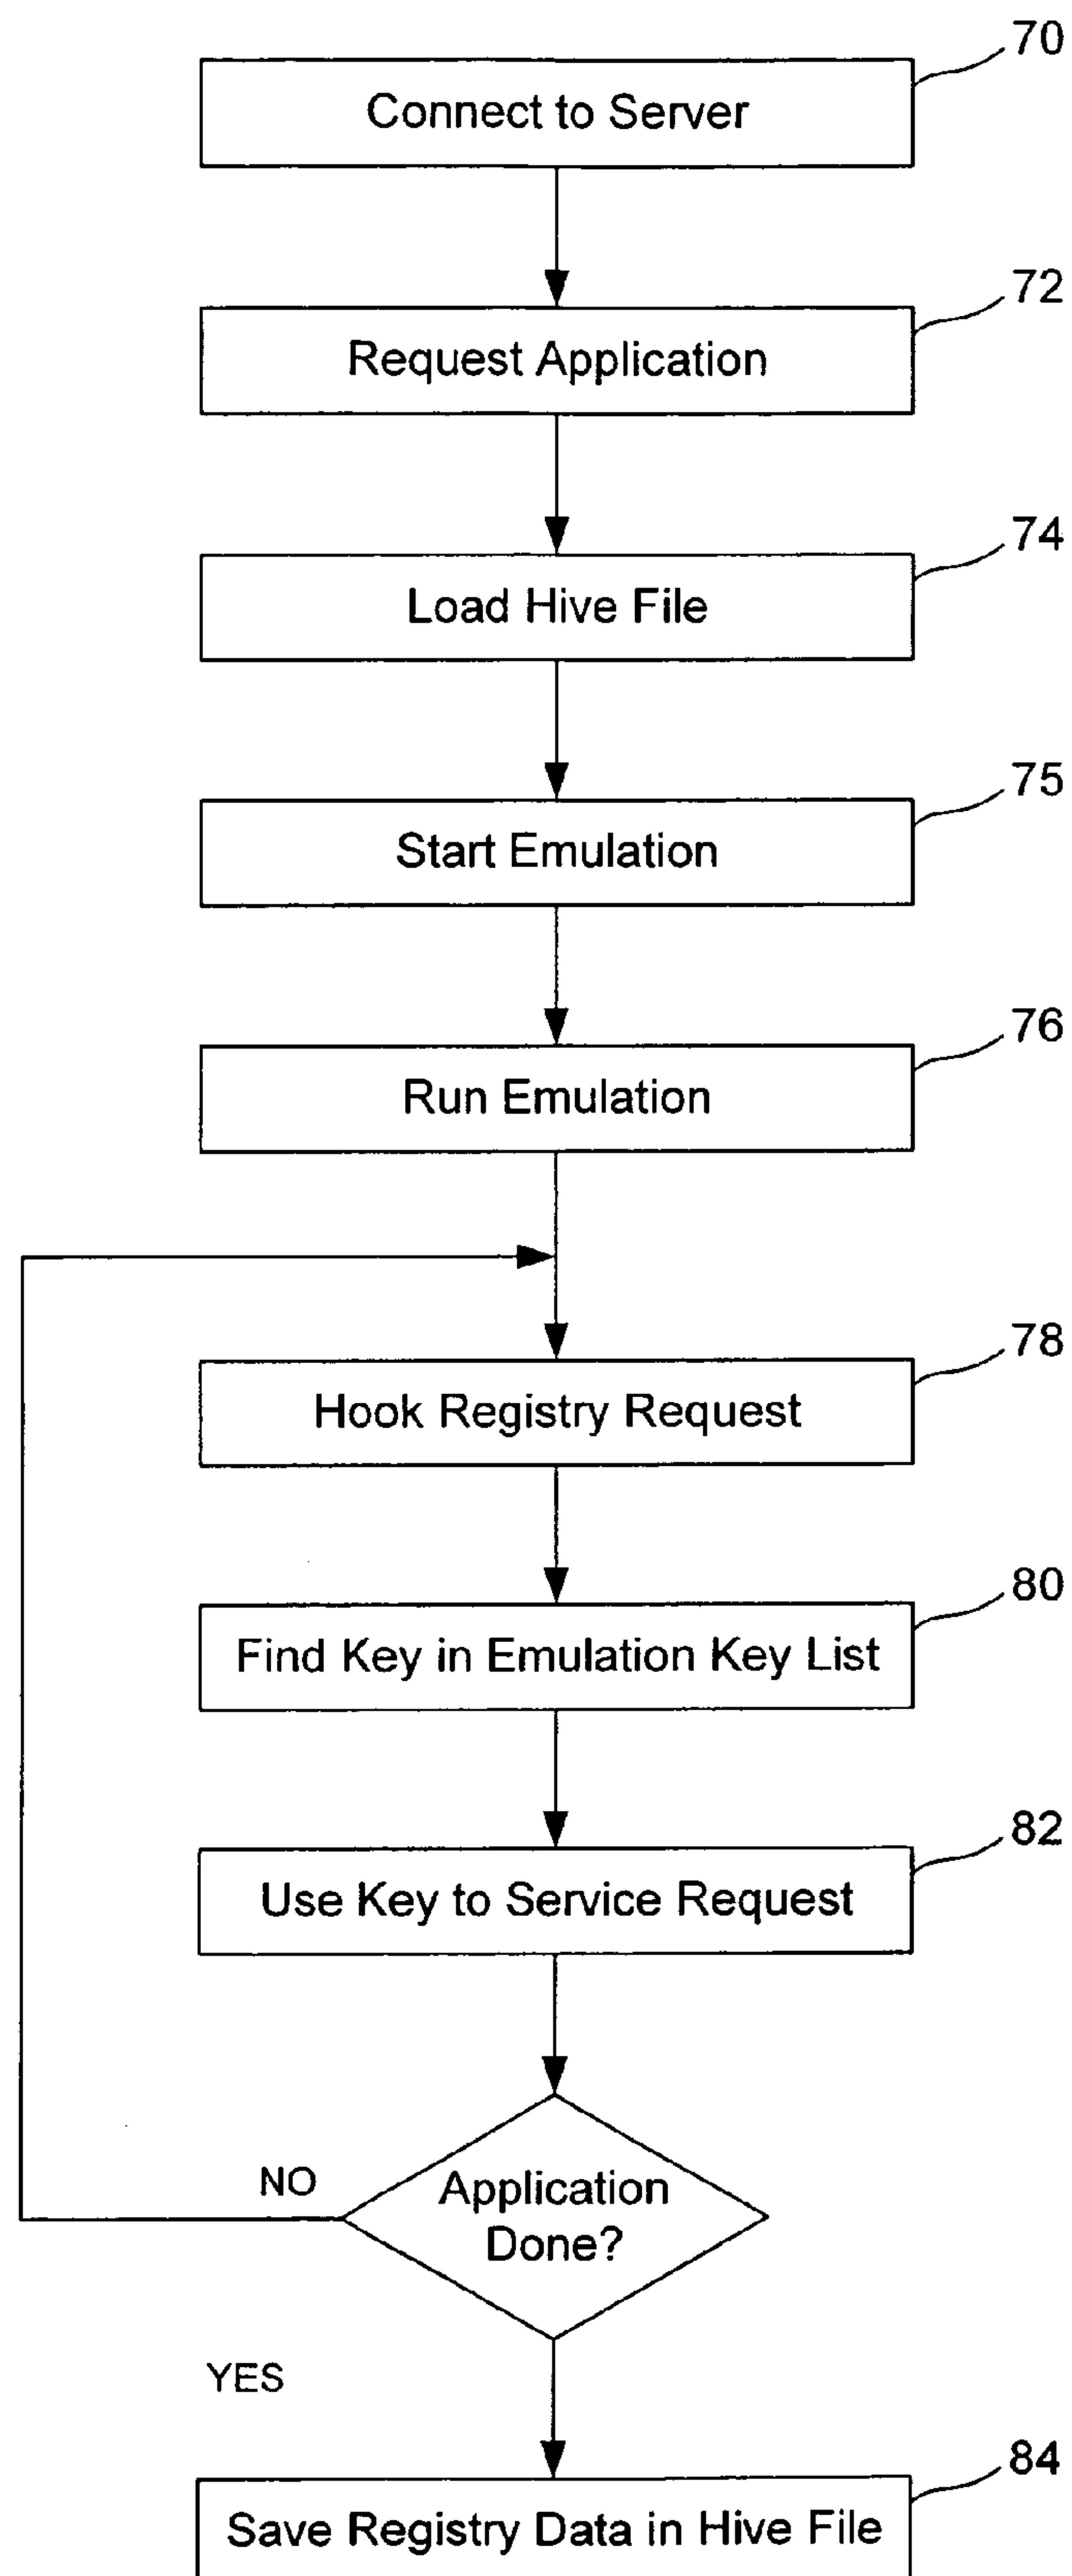 70
Connect to Server
72
Request Application
74
Load Hive File
75
Start Emulation
76
Run Emulation
78
Hook Registry Request
80
Find Key in Emulation Key List
82
Use Key to Service Request
NO
Application
Done?
YES
84
Save Registry Data in Hive File